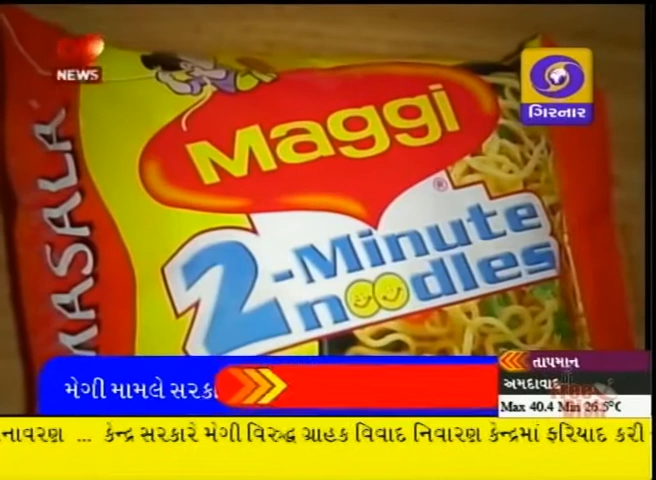 NEWS
ગિરનાર
MASALA
Maggi
®
2-Minute
noodles
મેગી મામલે સરકા
તાપમાન
અમદાવાદ
Max 40.4 Min 26.5°C
નાવરણ ... કેન્દ્ર સરકારે મેગી વિરુદ્ધ ગ્રાહક વિવાદ નિવારણ કેન્દ્રમાં ફરિયાદ કરી